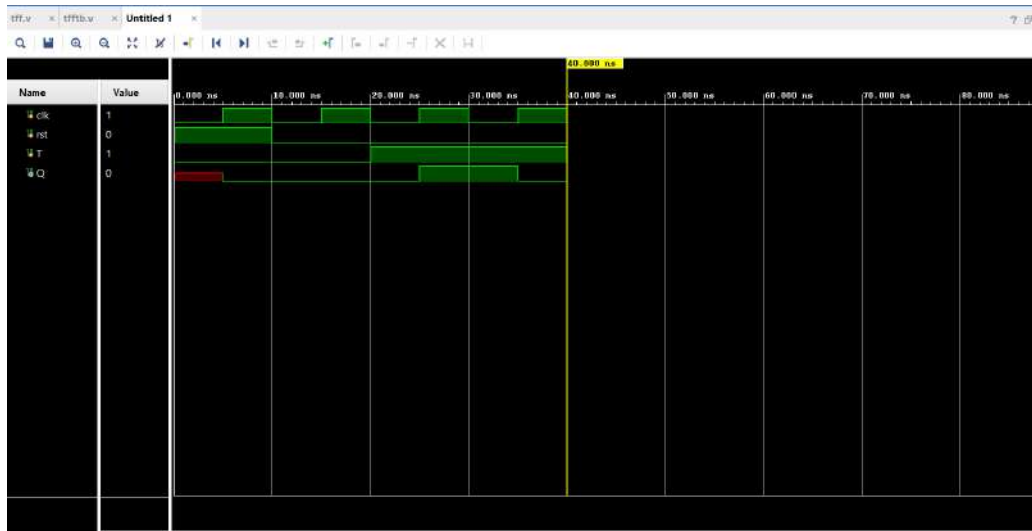 tff.v × tfftb.v × Untitled 1 ×
40.000 ns
Name Value 0.000 ns 10.000 ns 20.000 ns 30.000 ns 40.000 ns 50.000 ns 60.000 ns 70.000 ns 80.000 ns
clk 1
rst 0
T 1
Q 0